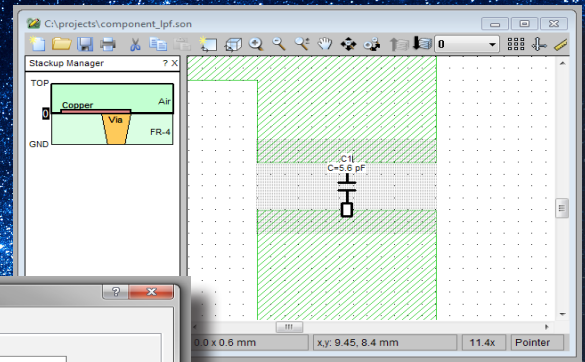 C:\projects\component_lpf.son
0
Stackup Manager ? X
TOP
Copper
Air
0
Via
FR-4
GND
C1
C=5.6 pF
? X
0.0 x 0.6 mm
x,y: 9.45, 8.4 mm
11.4x
Pointer